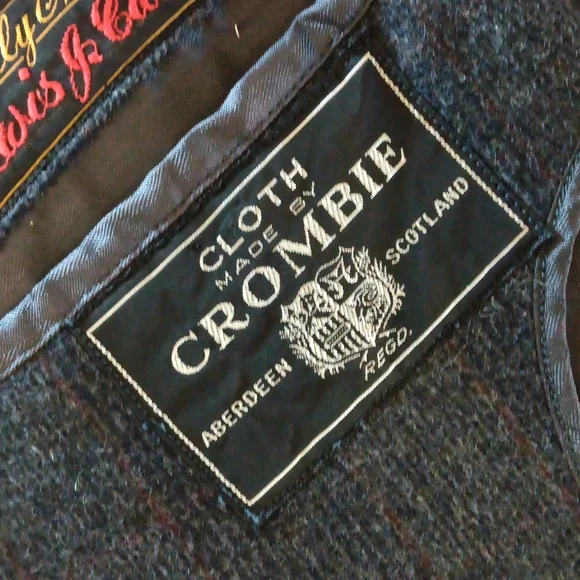 CLOTH
MADE BY
CROMBIE
ABERDEEN SCOTLAND
REGD.